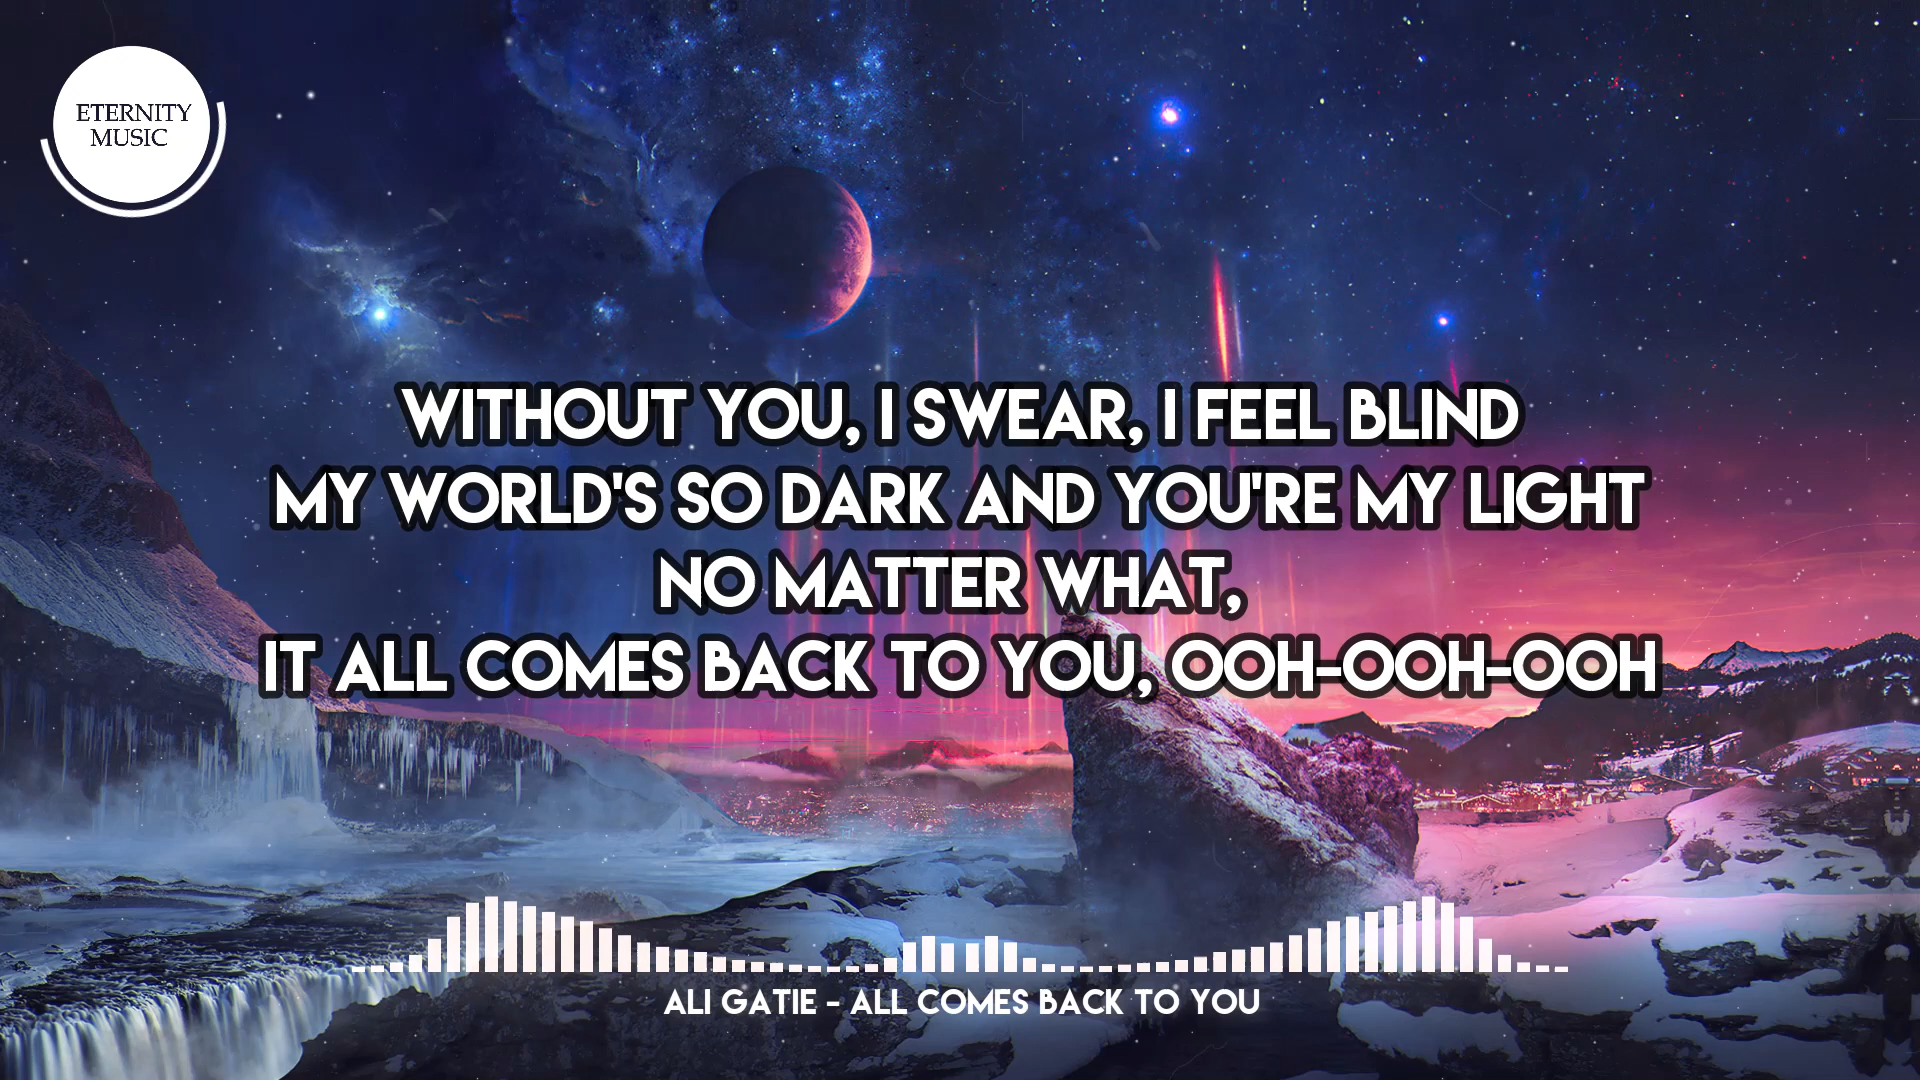 ETERNITY
MUSIC
WITHOUT YOU, I SWEAR, I FEEL BLIND
MY WORLD'S SO DARK AND YOU'RE MY LIGHT
NO MATTER WHAT,
IT ALL COMES BACK TO YOU, OOH-OOH-OOH
ALI GATIE - ALL COMES BACK TO YOU